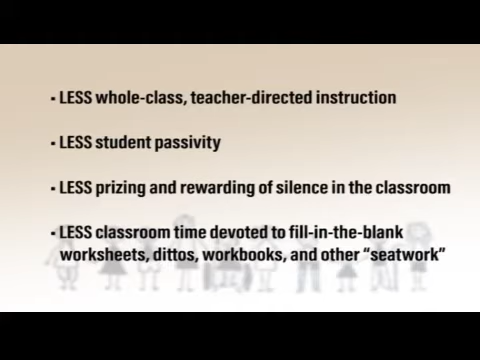 ▪ LESS whole-class, teacher-directed instruction
▪ LESS student passivity
▪ LESS prizing and rewarding of silence in the classroom
▪ LESS classroom time devoted to fill-in-the-blank
worksheets, dittos, workbooks, and other “seatwork”